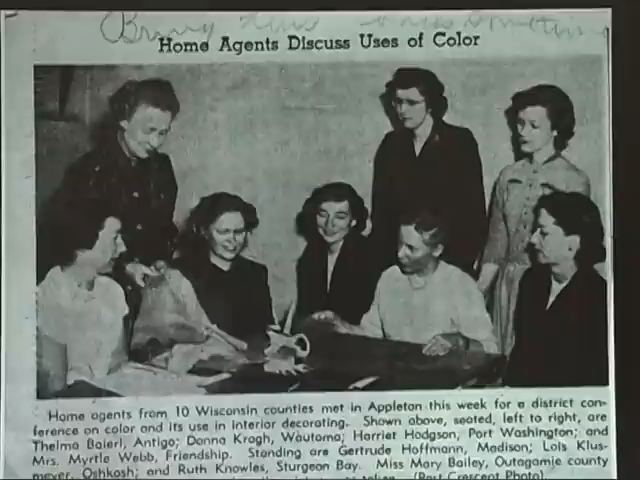 Home Agents Discuss Uses of Color
Home agents from 10 Wisconsin counties met in Appleton this week for a district con-
ference on color and its use in interior decorating. Shown above, seated, left to right, are
Thelma Baierl, Antigo; Donna Krogh, Wautoma; Harriet Hodgson, Port Washington; and
Mrs. Myrtle Webb, Friendship. Standing are Gertrude Hoffmann, Madison; Lois Klus-
meyer, Oshkosh; and Ruth Knowles, Sturgeon Bay. Miss Mary Bailey, Outagamie county
(Post Crescent Photo)